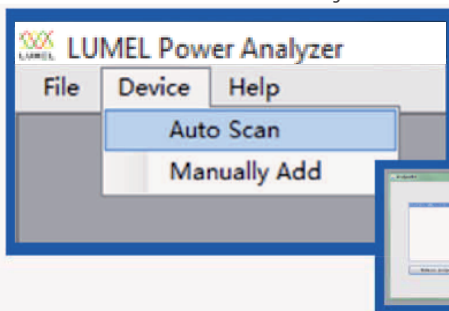 LUMEL LUMEL Power Analyzer
File Device Help
Auto Scan
Manually Add